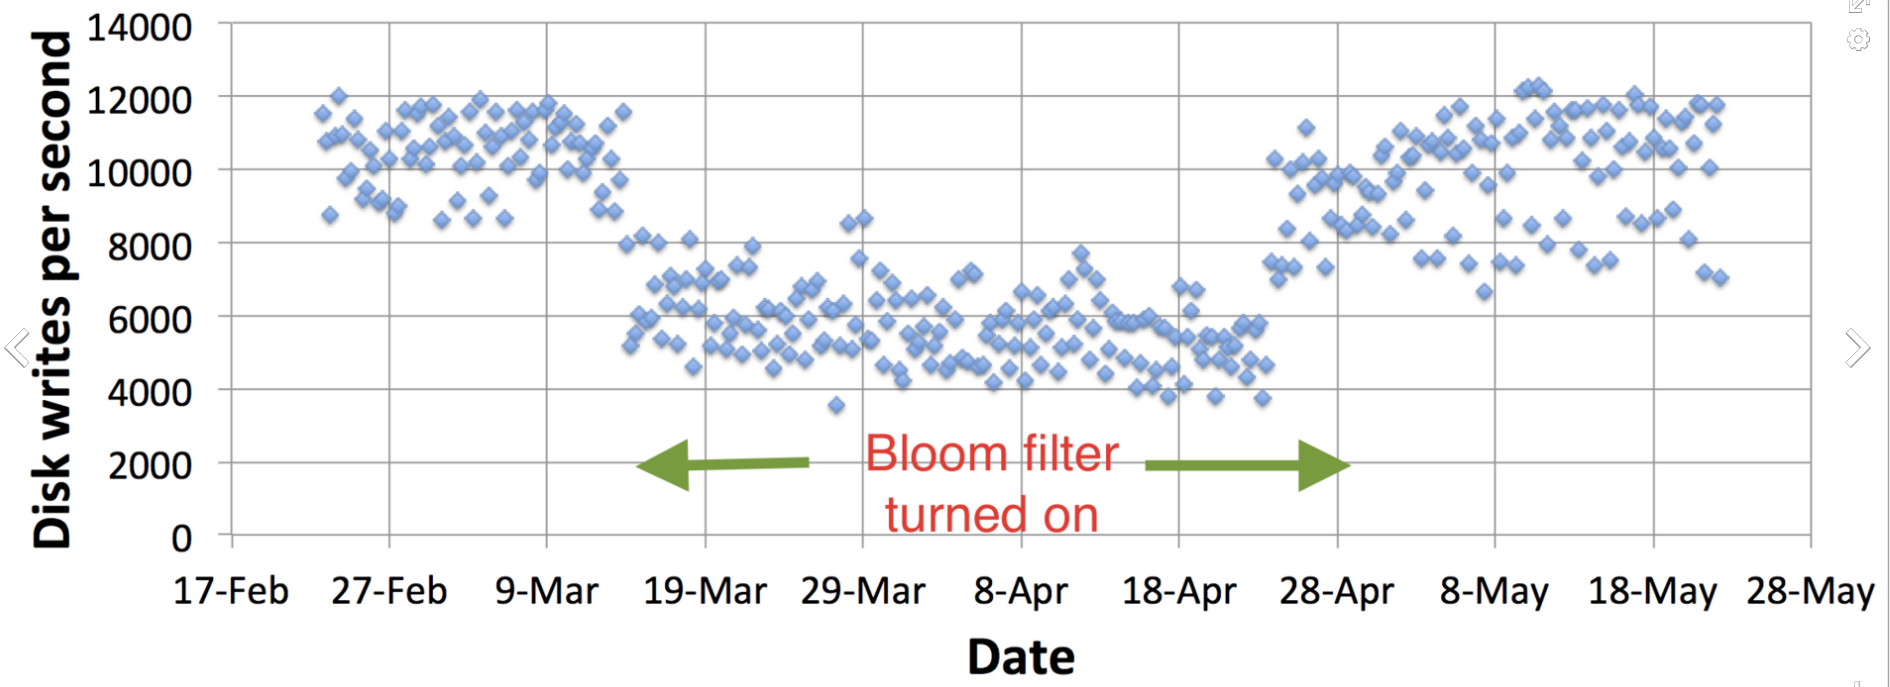 Disk writes per second
14000
12000
10000
8000
6000
4000
2000
0
Bloom filter
turned on
17-Feb 27-Feb 9-Mar 19-Mar 29-Mar 8-Apr 18-Apr 28-Apr 8-May 18-May 28-May
Date